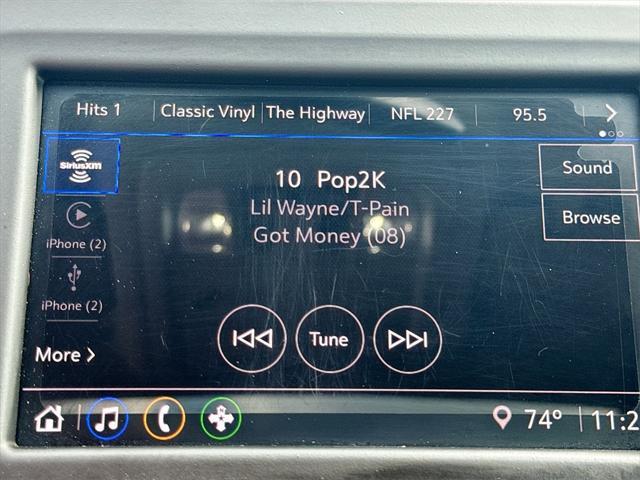 Hits 1 Classic Vinyl The Highway NFL 227 95.5
SiriusXM
10 Pop2K
Sound
Lil Wayne/T-Pain
Browse
iPhone (2)
Got Money (08)
iPhone (2)
Tune
More
74° 11:2